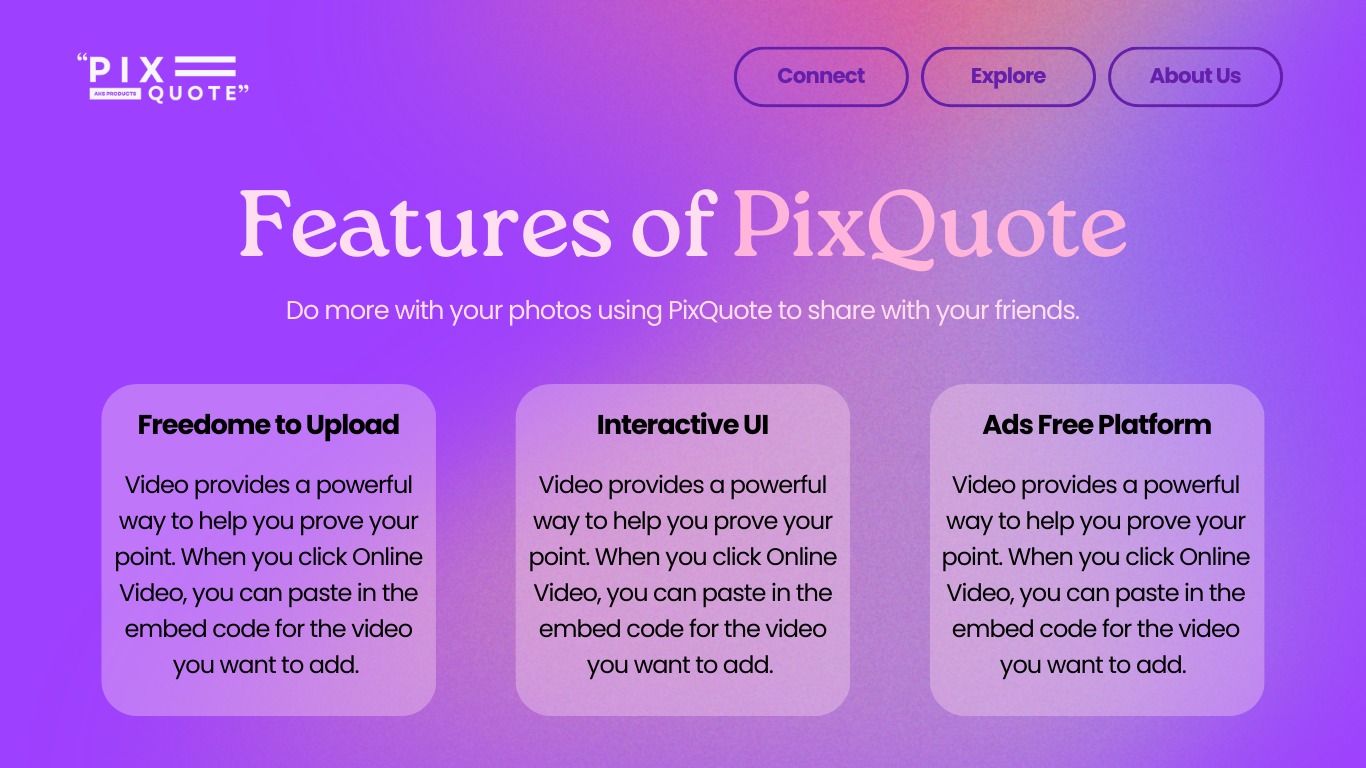 “PIX
AHS PRODUCTS QUOTE”
Connect Explore About Us
Features of PixQuote
Do more with your photos using PixQuote to share with your friends.
Freedome to Upload
Video provides a powerful
way to help you prove your
point. When you click Online
Video, you can paste in the
embed code for the video
you want to add.
Interactive UI
Video provides a powerful
way to help you prove your
point. When you click Online
Video, you can paste in the
embed code for the video
you want to add.
Ads Free Platform
Video provides a powerful
way to help you prove your
point. When you click Online
Video, you can paste in the
embed code for the video
you want to add.